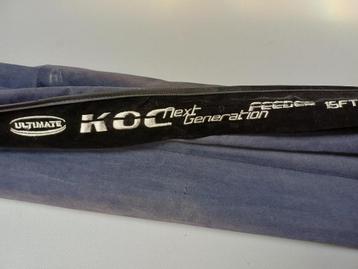 ULTIMATE
KOC
next
Generation
FEEDER
15FT